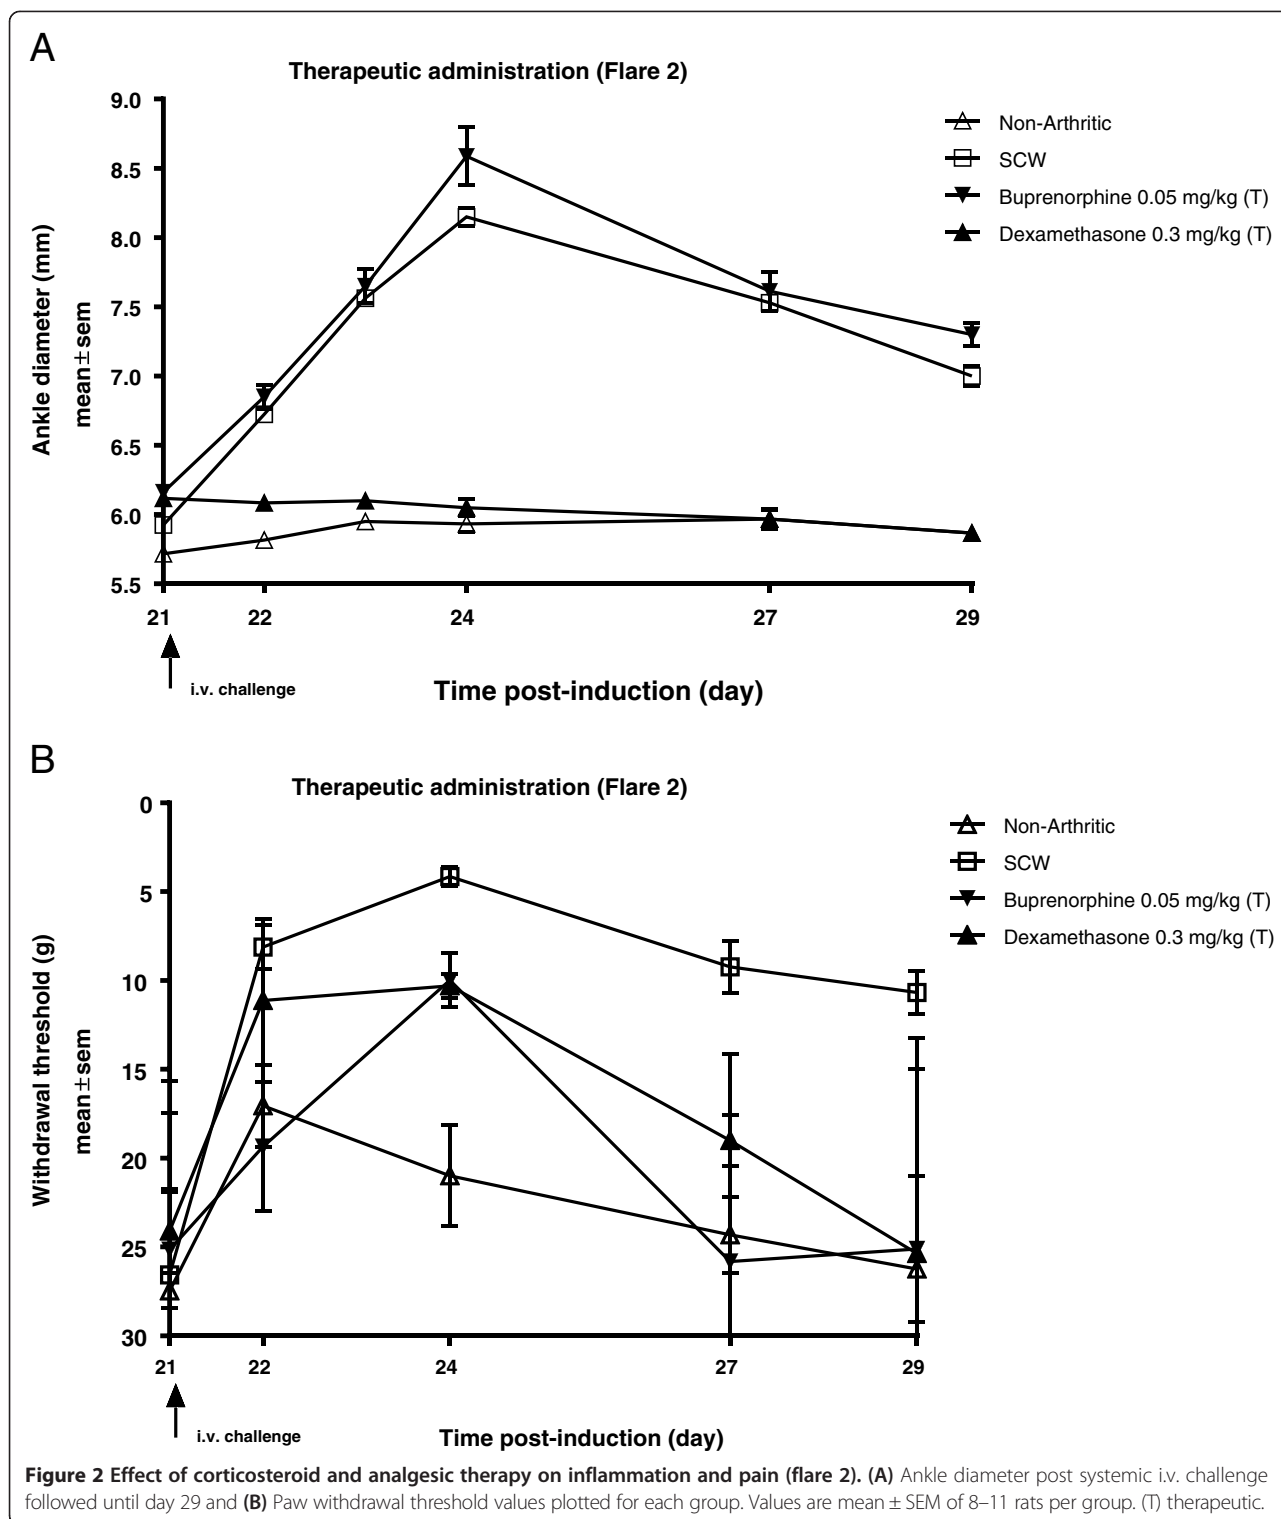 A
Therapeutic administration (Flare 2)
9.0
8.5
8.0
7.5
7.0
6.5
6.0
5.5
Ankle diameter (mm)
mean±sem
Non-Arthritic
SCW
Buprenorphine 0.05 mg/kg (T)
Dexamethasone 0.3 mg/kg (T)
21 22 24 27 29
i.v. challenge
Time post-induction (day)
B
Therapeutic administration (Flare 2)
0
5
10
15
20
25
30
Withdrawal threshold (g)
mean±sem
Non-Arthritic
SCW
Buprenorphine 0.05 mg/kg (T)
Dexamethasone 0.3 mg/kg (T)
21 22 24 27 29
i.v. challenge
Time post-induction (day)
Figure 2 Effect of corticosteroid and analgesic therapy on inflammation and pain (flare 2). (A) Ankle diameter post systemic i.v. challenge
followed until day 29 and (B) Paw withdrawal threshold values plotted for each group. Values are mean ± SEM of 8–11 rats per group. (T) therapeutic.